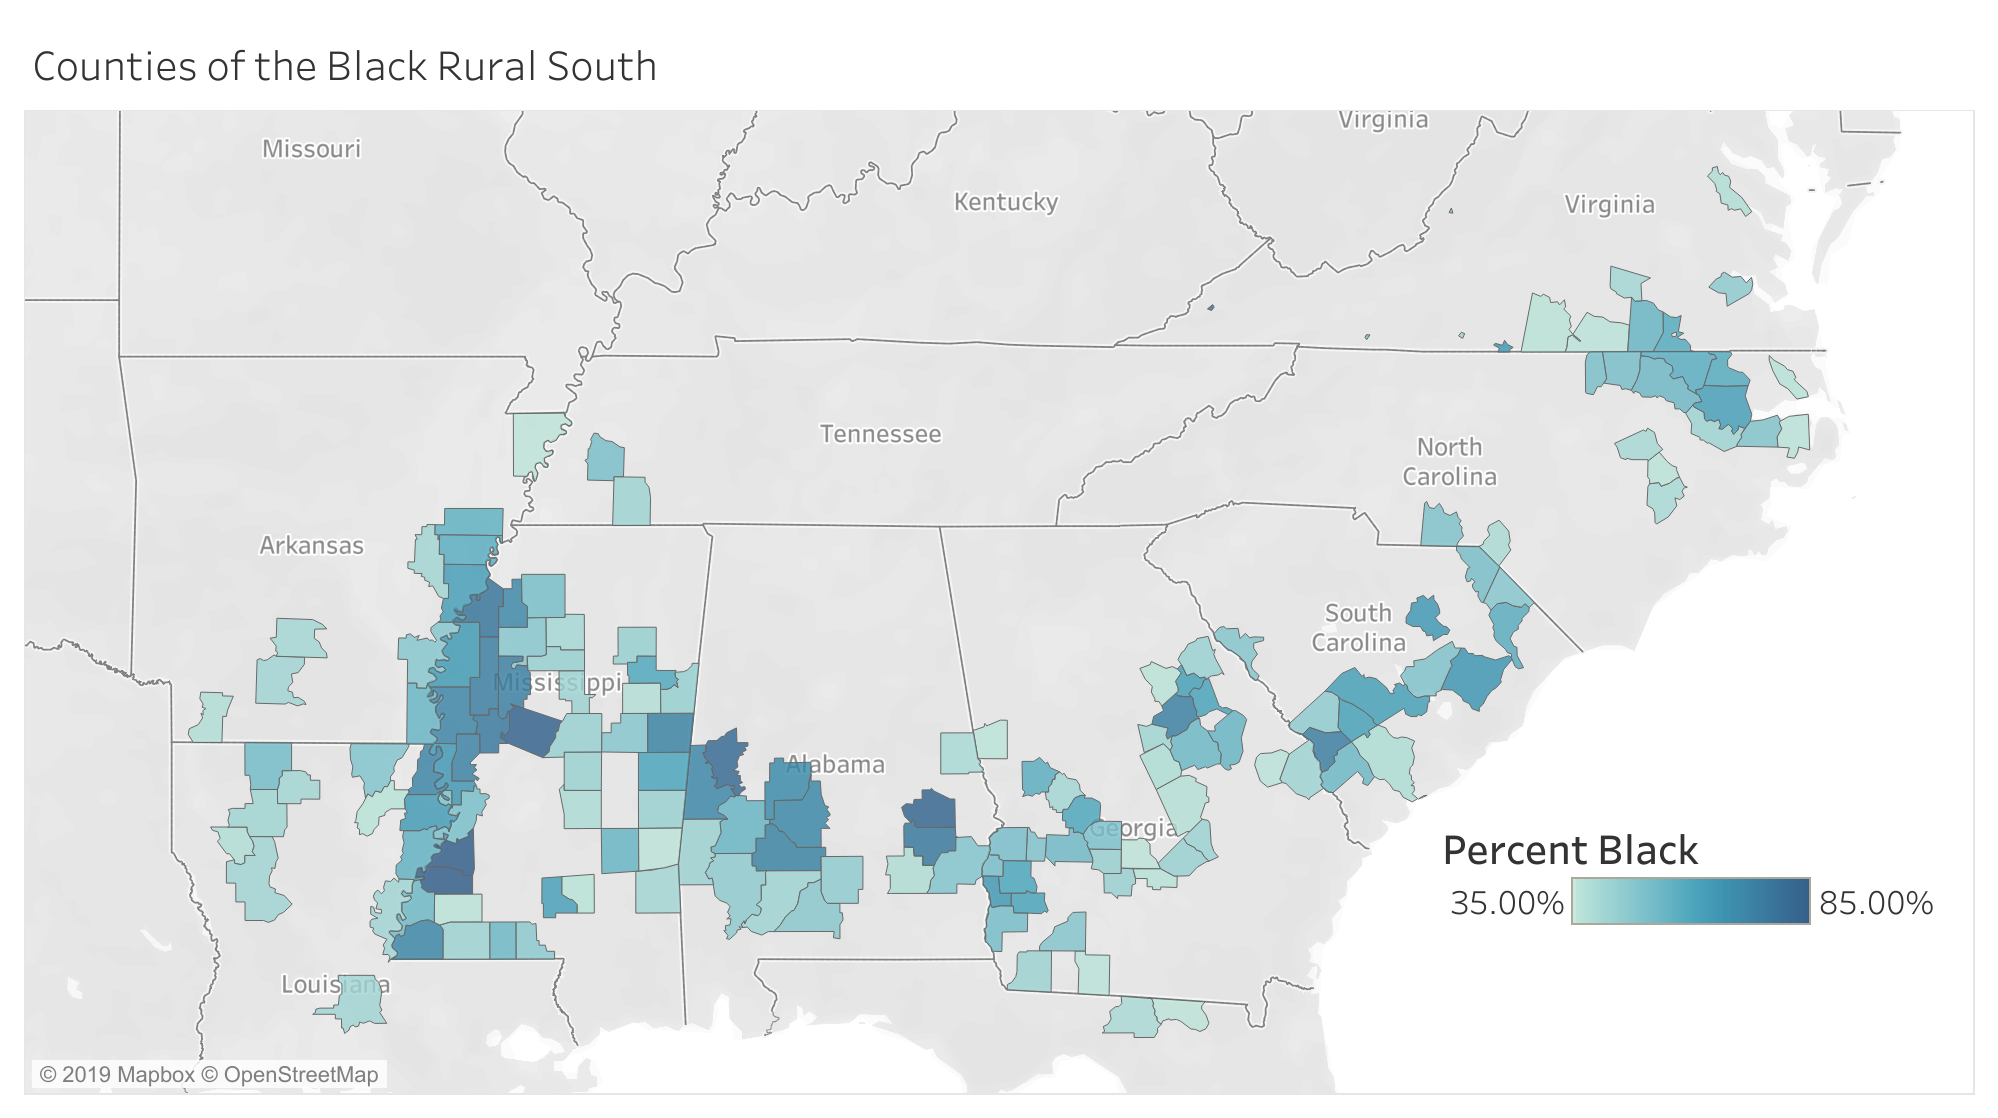 Counties of the Black Rural South
Missouri
Virginia
Kentucky
Virginia
Tennessee
North
Carolina
Arkansas
South
Carolina
Mississippi
Alabama
Georgia
Percent Black
35.00%
85.00%
Louisiana
© 2019 Mapbox © OpenStreetMap